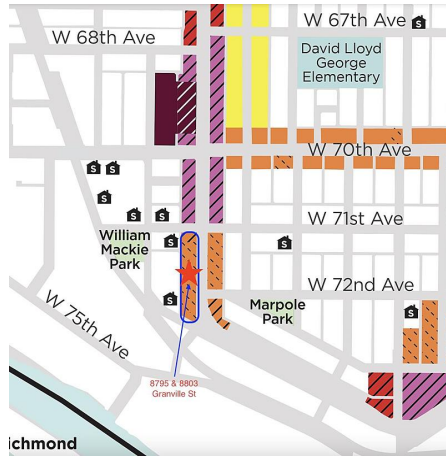 W 67th Ave
S
W 68th Ave
David Lloyd
George
Elementary
W 70th Ave
S
S
S
S
S
W 71st Ave
William
Mackie
Park
S
S
W 72nd Ave
S
Marpole
Park
S
W 75th Ave
8795 & 8803
Granville St
ichmond